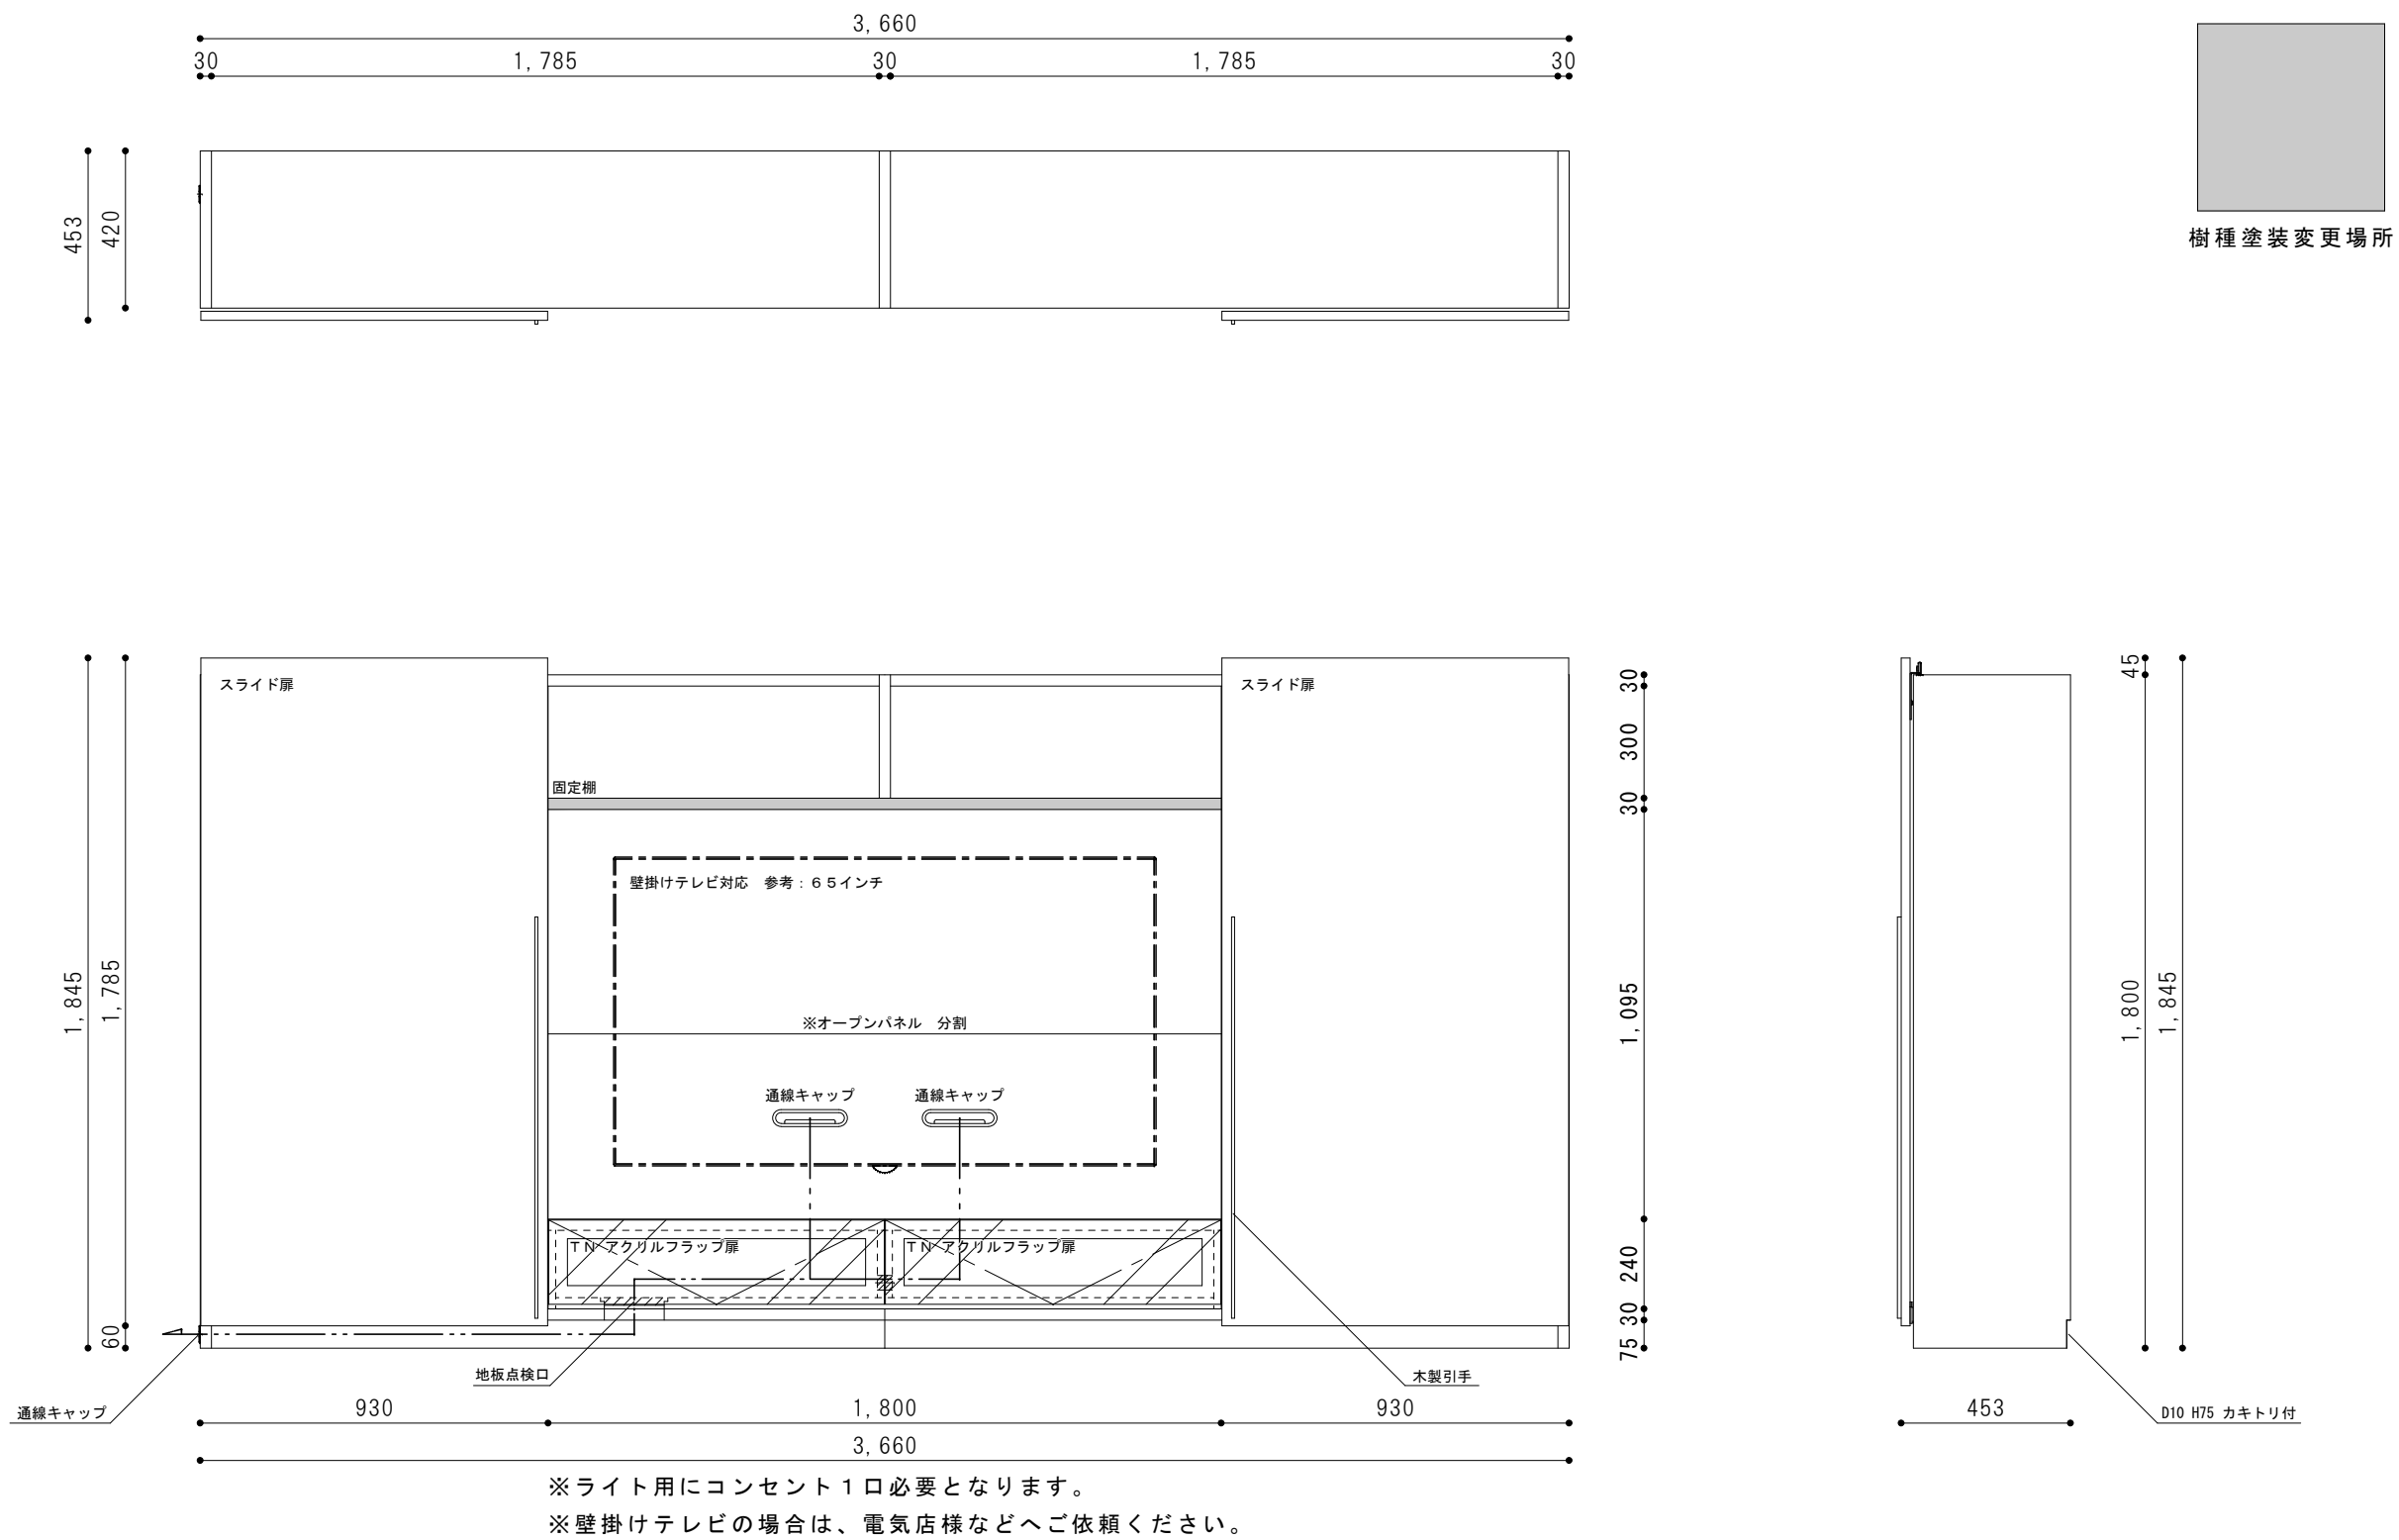 3,660
30 1,785 30 1,785 30
453
420
樹種塗装変更場所
1,845
1,785
60
スライド扉
スライド扉
固定棚
壁掛けテレビ対応 参考：６５インチ
※オープンパネル 分割
通線キャップ
通線キャップ
ＴＮ アクリルフラップ扉
ＴＮ アクリルフラップ扉
30
300
30
1,095
240
30
75
45
1,800
1,845
地板点検口
木製引手
通線キャップ
D10 H75 カキトリ付
930 1,800 930
453
3,660
※ライト用にコンセント１口必要となります。
※壁掛けテレビの場合は、電気店様などへご依頼ください。